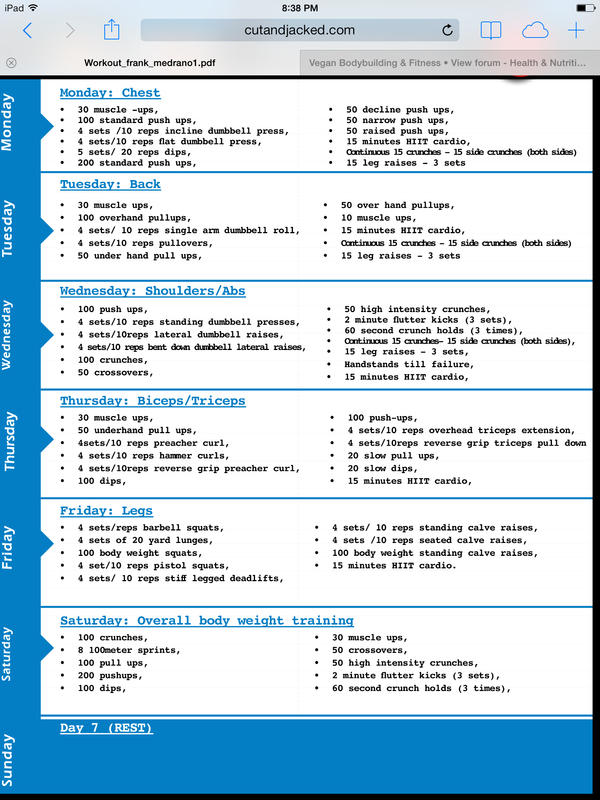 iPad
8:38 PM
cutandjacked.com
Workout_frank_medrano1.pdf
Vegan Bodybuilding & Fitness • View forum - Health & Nutriti...
Monday
Monday: Chest
• 30 muscle -ups,
• 100 standard push ups,
• 4 sets /10 reps incline dumbbell press,
• 4 sets/10 reps flat dumbbell press,
• 5 sets/ 20 reps dips,
• 200 standard push ups,
• 50 decline push ups,
• 50 narrow push ups,
• 50 raised push ups,
• 15 minutes HIIT cardio,
• Continuous 15 crunches - 15 side crunches (both sides)
• 15 leg raises - 3 sets
Tuesday
Tuesday: Back
• 30 muscle ups,
• 100 overhand pullups,
• 4 sets/ 10 reps single arm dumbbell roll,
• 4 sets/10 reps pullovers,
• 50 under hand pull ups,
• 50 over hand pullups,
• 10 muscle ups,
• 15 minutes HIIT cardio,
• Continuous 15 crunches - 15 side crunches (both sides)
• 15 leg raises - 3 sets
Wednesday
Wednesday: Shoulders/Abs
• 100 push ups,
• 4 sets/10 reps standing dumbbell presses,
• 4 sets/10reps lateral dumbbell raises,
• 4 sets/10 reps bent down dumbbell lateral raises,
• 100 crunches,
• 50 crossovers,
• 50 high intensity crunches,
• 2 minute flutter kicks (3 sets),
• 60 second crunch holds (3 times),
• Continuous 15 crunches- 15 side crunches (both sides),
• 15 leg raises - 3 sets,
• Handstands till failure,
• 15 minutes HIIT cardio,
Thursday
Thursday: Biceps/Triceps
• 30 muscle ups,
• 50 underhand pull ups,
• 4sets/10 reps preacher curl,
• 4 sets/10 reps hammer curls,
• 4 sets/10reps reverse grip preacher curl,
• 100 dips,
• 100 push-ups,
• 4 sets/10 reps overhead triceps extension,
• 4 sets/10reps reverse grip triceps pull down
• 20 slow pull ups,
• 20 slow dips,
• 15 minutes HIIT cardio,
Friday
Friday: Legs
• 4 sets/reps barbell squats,
• 4 sets of 20 yard lunges,
• 100 body weight squats,
• 4 set/10 reps pistol squats,
• 4 sets/ 10 reps stiff legged deadlifts,
• 4 sets/ 10 reps standing calve raises,
• 4 sets /10 reps seated calve raises,
• 100 body weight standing calve raises,
• 15 minutes HIIT cardio.
Saturday
Saturday: Overall body weight training
• 100 crunches,
• 8 100meter sprints,
• 100 pull ups,
• 200 pushups,
• 100 dips,
• 30 muscle ups,
• 50 crossovers,
• 50 high intensity crunches,
• 2 minute flutter kicks (3 sets),
• 60 second crunch holds (3 times),
Sunday
Day 7 (REST)